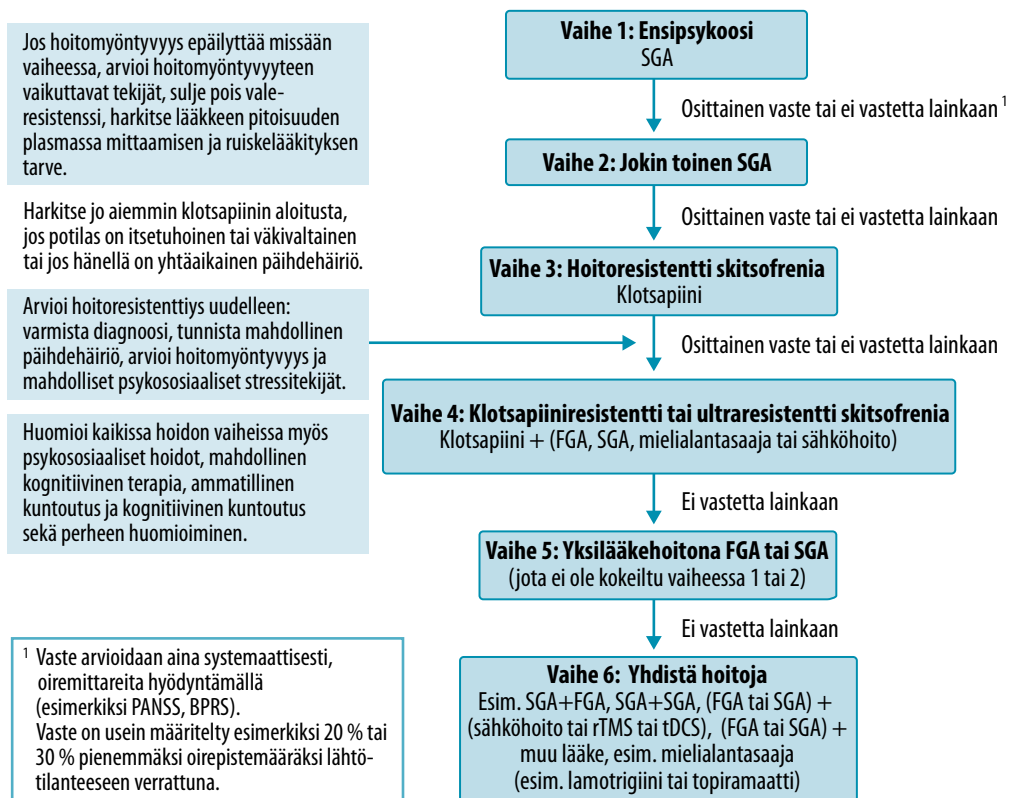 Jos hoitomyöntyvyys epäilyttää missään
vaiheessa, arvioi hoitomyöntyvyyteen
vaikuttavat tekijät, sulje pois vale-
resistenssi, harkitse lääkkeen pitoisuuden
plasmassa mittaamisen ja ruiskelääkityksen
tarve.
Harkitse jo aiemmin klotsapiinin aloitusta,
jos potilas on itsetuhoinen tai väkivaltainen
tai jos hänellä on yhtäaikainen päihdehäiriö.
Arvioi hoitoresistenttiys uudelleen:
varmista diagnoosi, tunnista mahdollinen
päihdehäiriö, arvioi hoitomyöntyvyys ja
mahdolliset psykososiaaliset stressitekijät.
Huomioi kaikissa hoidon vaiheissa myös
psykososiaaliset hoidot, mahdollinen
kognitiivinen terapia, ammatillinen
kuntoutus ja kognitiivinen kuntoutus
sekä perheen huomioiminen.
1 Vaste arvioidaan aina systemaattisesti,
oiremittareita hyödyntämällä
(esimerkiksi PANSS, BPRS).
Vaste on usein määritelty esimerkiksi 20 % tai
30 % pienemmäksi oirepistemääräksi lähtö-
tilanteeseen verrattuna.
Vaihe 1: Ensipsykoosi
SGA
Osittainen vaste tai ei vastetta lainkaan 1
Vaihe 2: Jokin toinen SGA
Osittainen vaste tai ei vastetta lainkaan
Vaihe 3: Hoitoresistentti skitsofrenia
Klotsapiini
Osittainen vaste tai ei vastetta lainkaan
Vaihe 4: Klotsapiiniresistentti tai ultraresistentti skitsofrenia
Klotsapiini + (FGA, SGA, mielialantasaaja tai sähköhoito)
Ei vastetta lainkaan
Vaihe 5: Yksilääkehoitona FGA tai SGA
(jota ei ole kokeiltu vaiheessa 1 tai 2)
Ei vastetta lainkaan
Vaihe 6: Yhdistä hoitoja
Esim. SGA+FGA, SGA+SGA, (FGA tai SGA) +
(sähköhoito tai rTMS tai tDCS), (FGA tai SGA) +
muu lääke, esim. mielialantasaaja
(esim. lamotrigiini tai topiramaatti)